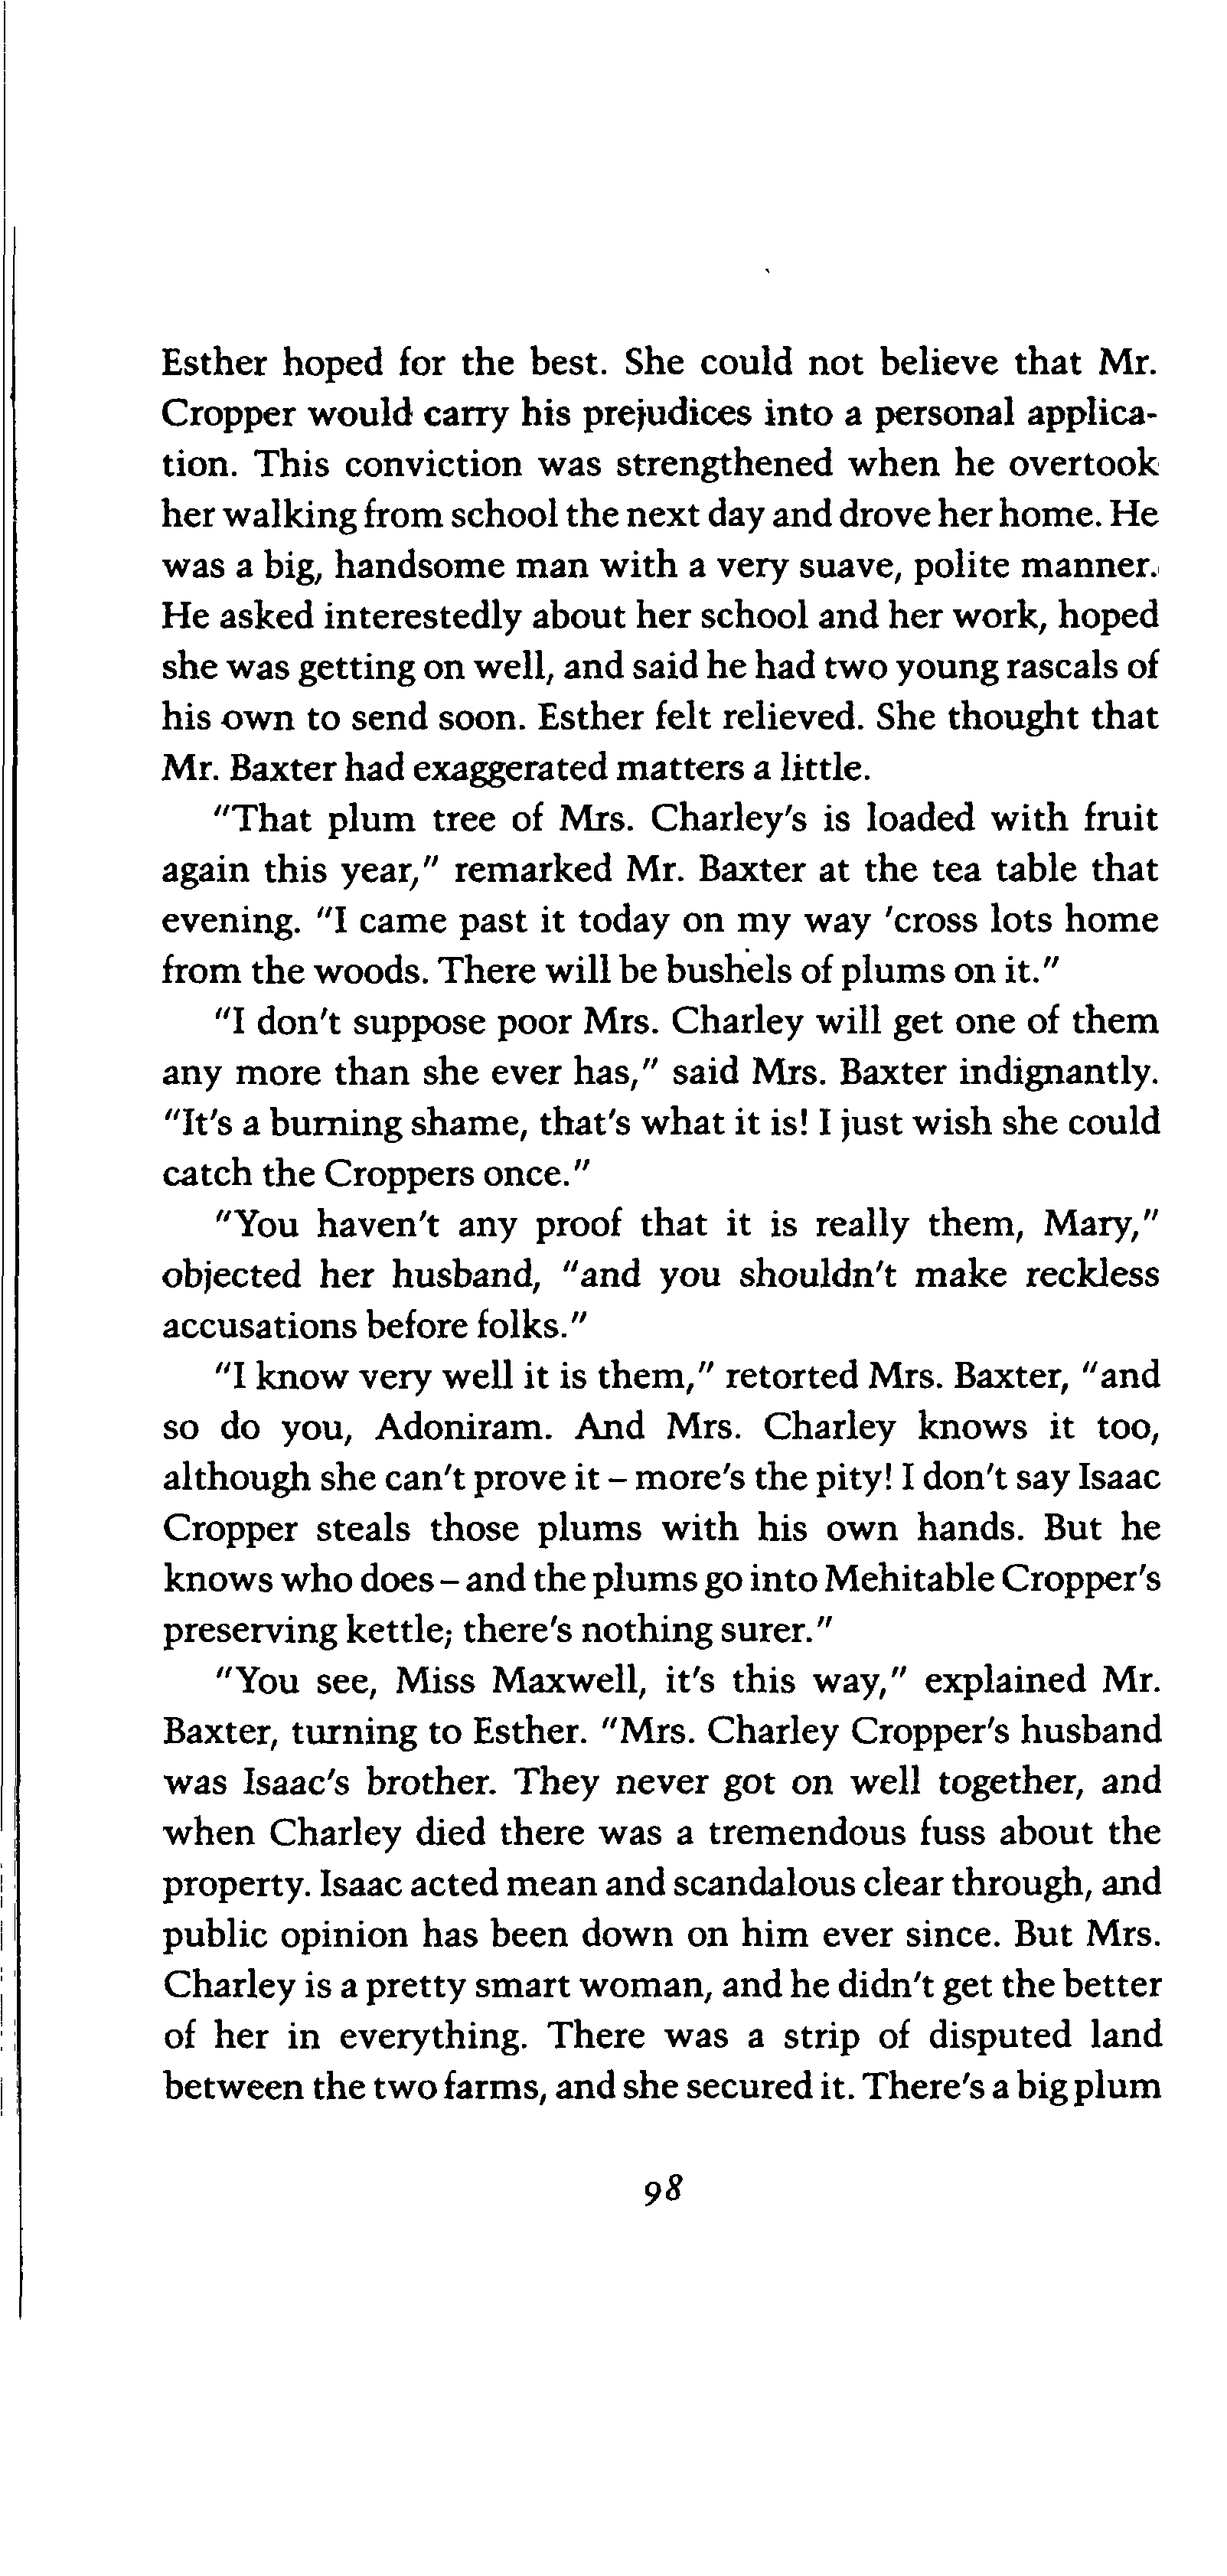 Esther hoped for the best. She could not believe that Mr.
Cropper would carry his prejudices into a personal applica-
tion. This conviction was strengthened when he overtook
her walking from school the next day and drove her home. He
was a big, handsome man with a very suave, polite manner.
He asked interestedly about her school and her work, hoped
she was getting on well, and said he had two young rascals of
his own to send soon. Esther felt relieved. She thought that
Mr. Baxter had exaggerated matters a little.
"That plum tree of Mrs. Charley's is loaded with fruit
again this year," remarked Mr. Baxter at the tea table that
evening. "I came past it today on my way 'cross lots home
from the woods. There will be bushels of plums on it."
"I don't suppose poor Mrs. Charley will get one of them
any more than she ever has," said Mrs. Baxter indignantly.
"It's a burning shame, that's what it is! I just wish she could
catch the Croppers once."
"You haven't any proof that it is really them, Mary,"
objected her husband, "and you shouldn't make reckless
accusations before folks."
"I know very well it is them," retorted Mrs. Baxter, "and
so do you, Adoniram. And Mrs. Charley knows it too,
although she can't prove it – more's the pity! I don't say Isaac
Cropper steals those plums with his own hands. But he
knows who does – and the plums go into Mehitable Cropper's
preserving kettle; there's nothing surer."
"You see, Miss Maxwell, it's this way," explained Mr.
Baxter, turning to Esther. "Mrs. Charley Cropper's husband
was Isaac's brother. They never got on well together, and
when Charley died there was a tremendous fuss about the
property. Isaac acted mean and scandalous clear through, and
public opinion has been down on him ever since. But Mrs.
Charley is a pretty smart woman, and he didn't get the better
of her in everything. There was a strip of disputed land
between the two farms, and she secured it. There's a big plum
98